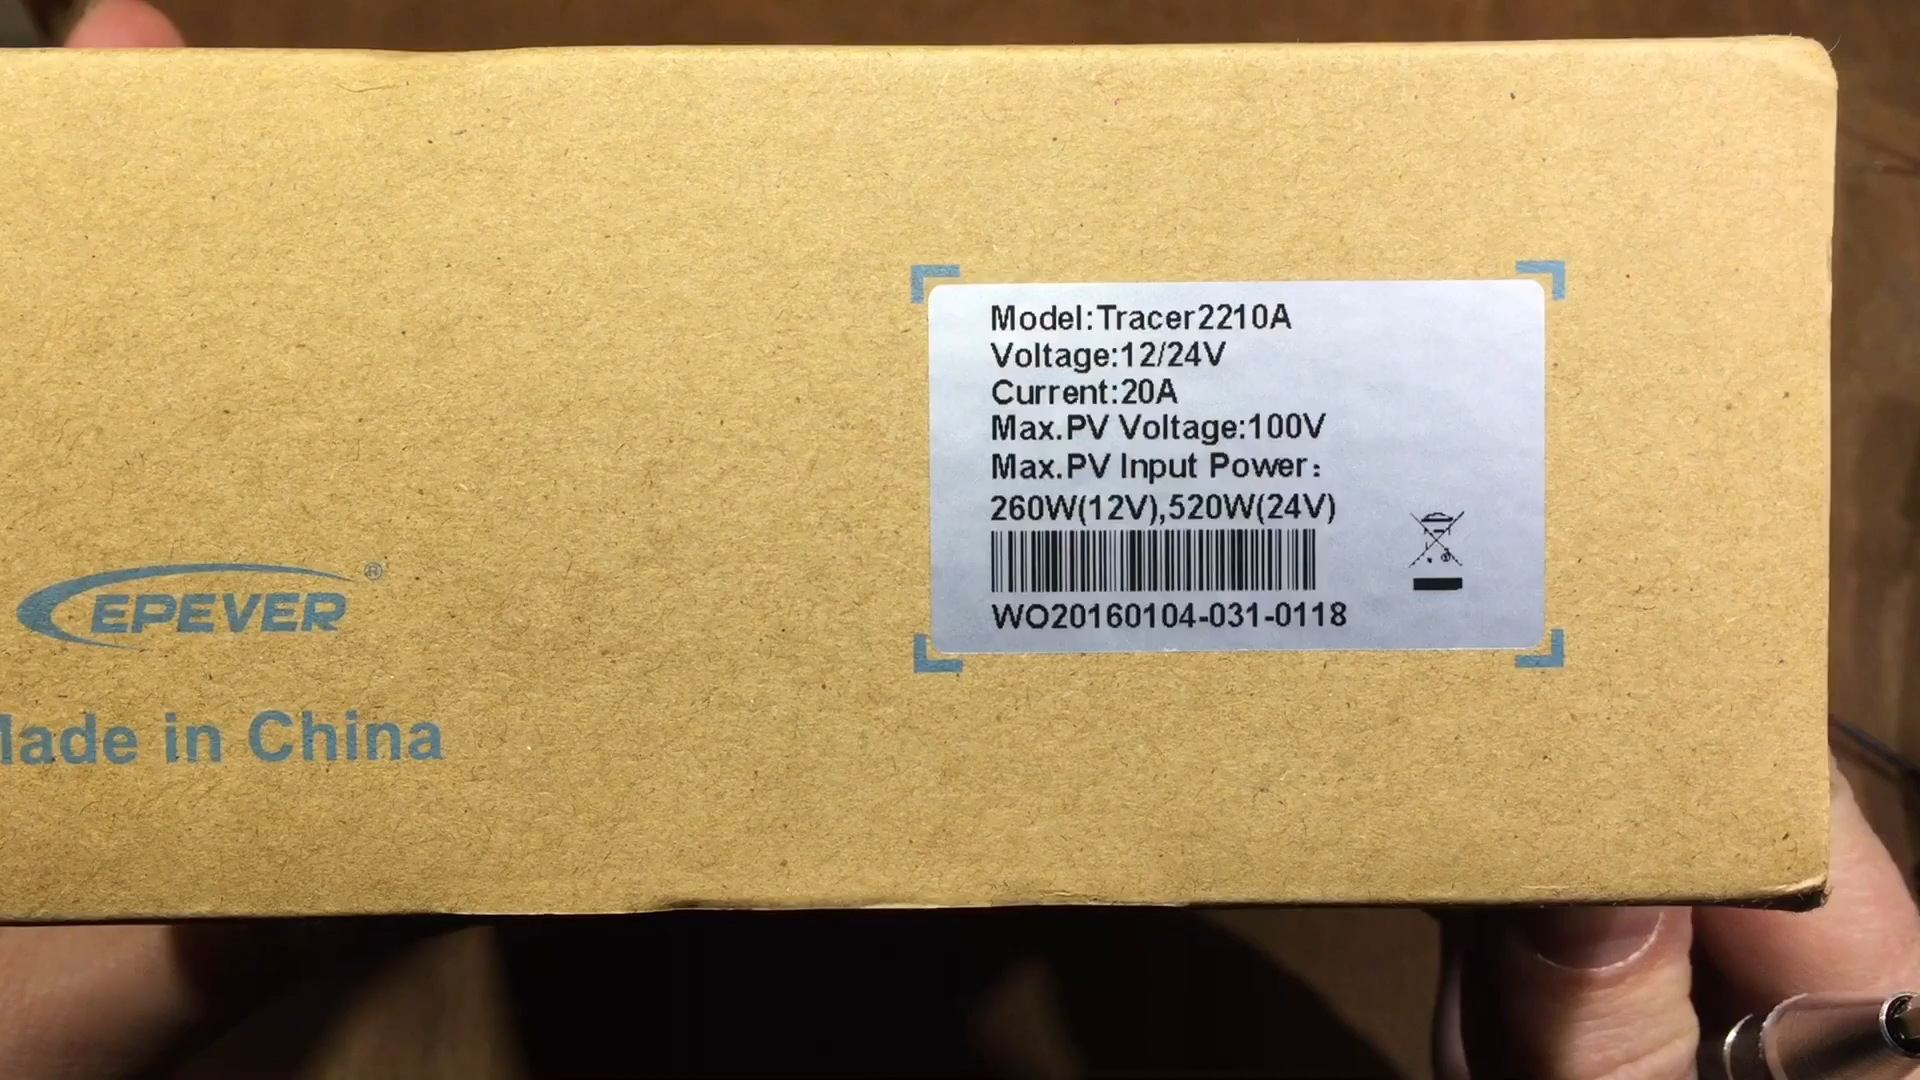 Model:Tracer2210A
Voltage:12/24V
Current:20A
Max.PV Voltage:100V
Max.PV Input Power:
260W(12V),520W(24V)
WO20160104-031-0118
EPEVER®
Made in China